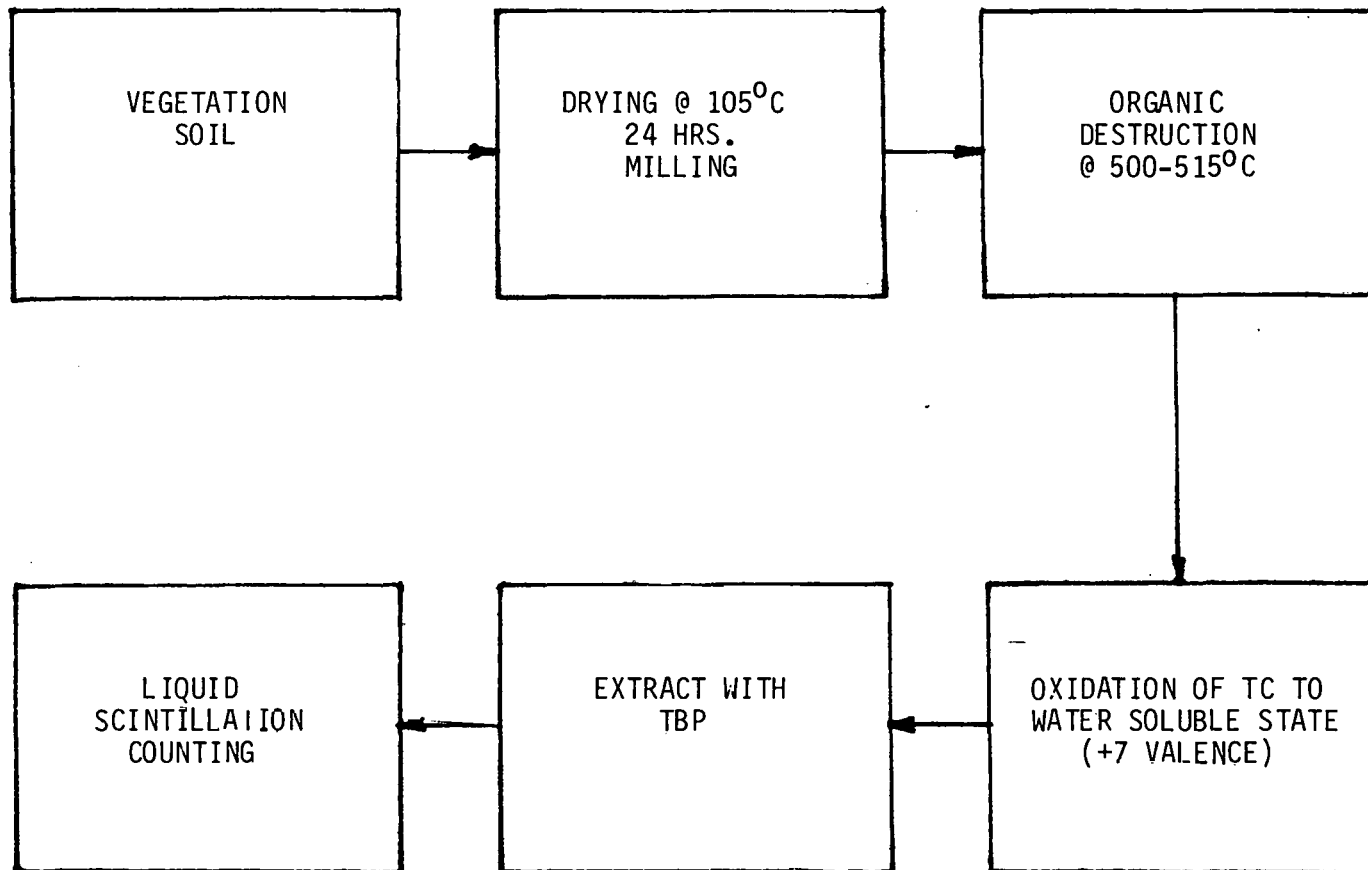 VEGETATION
SOIL
DRYING @ 105°C
24 HRS.
MILLING
ORGANIC
DESTRUCTION
@ 500-515°C
OXIDATION OF TC TO
WATER SOLUBLE STATE
(+7 VALENCE)
EXTRACT WITH
TBP
LIQUID
SCINTILLATION
COUNTING